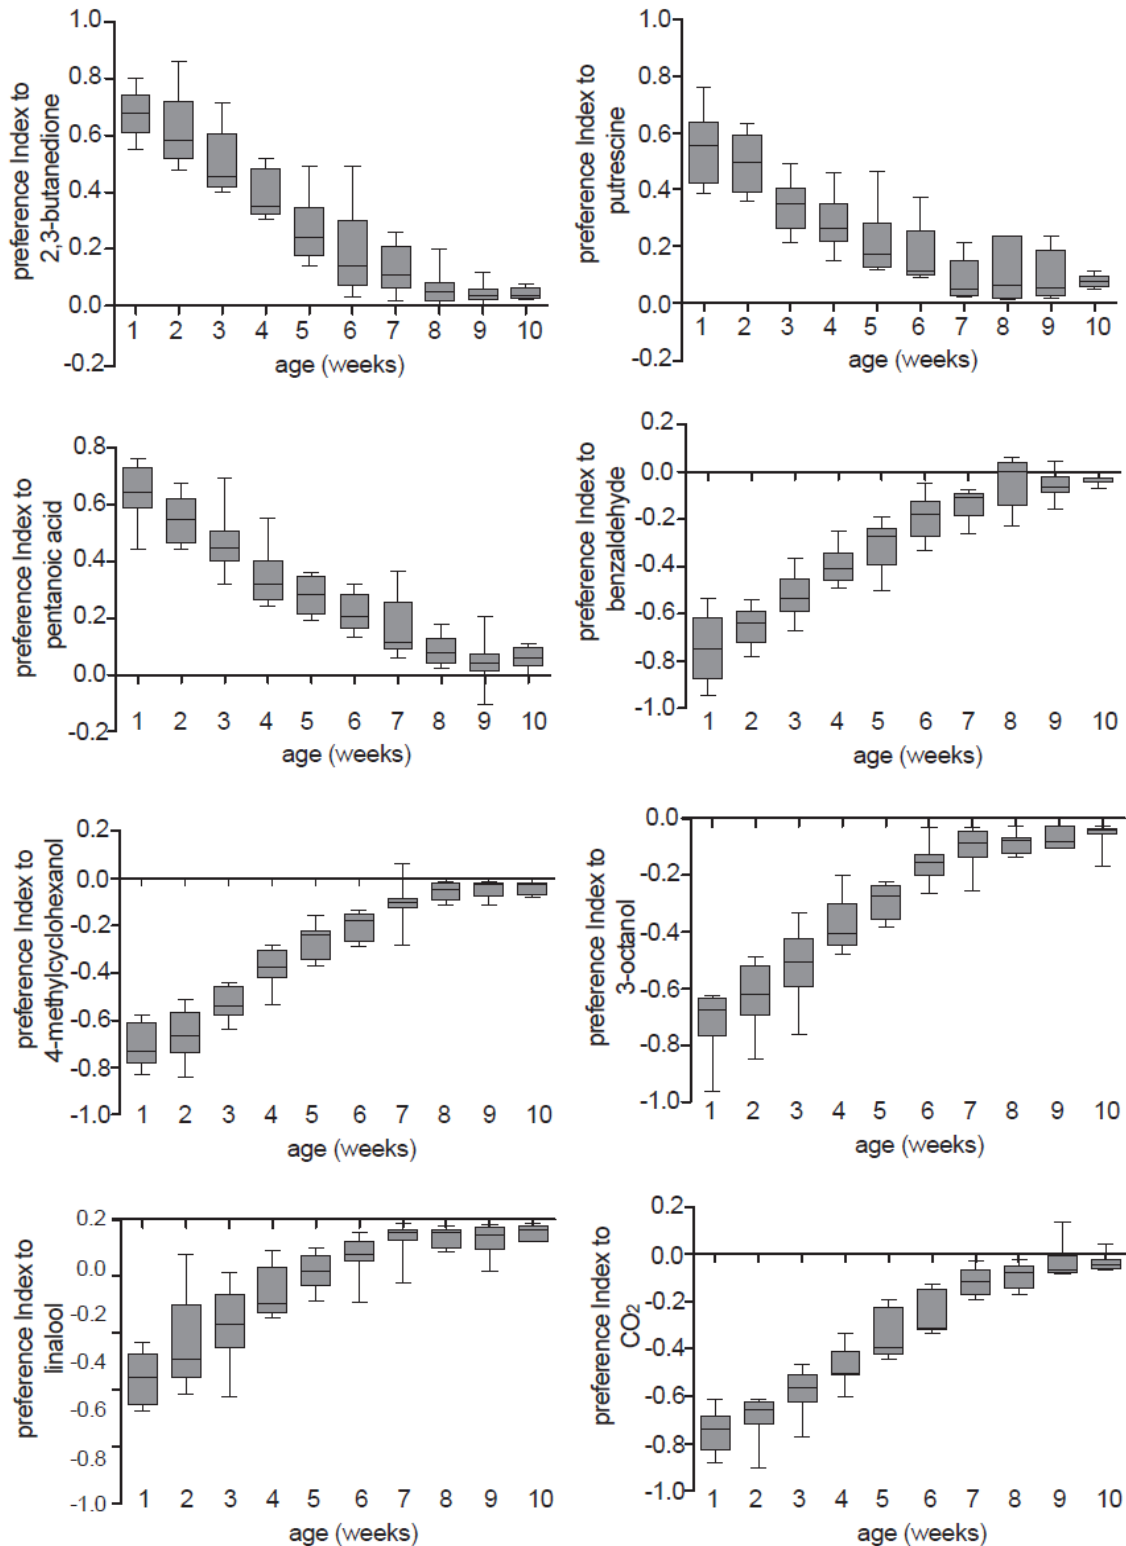 preference Index to
2,3-butanedione
1.0
0.8
0.6
0.4
0.2
0.0
-0.2
1 2 3 4 5 6 7 8 9 10
age (weeks)
preference Index to
putrescine
1.0
0.8
0.6
0.4
0.2
0.0
-0.2
1 2 3 4 5 6 7 8 9 10
age (weeks)
preference Index to
pentanoic acid
0.8
0.6
0.4
0.2
0.0
-0.2
1 2 3 4 5 6 7 8 9 10
age (weeks)
preference Index to
benzaldehyde
0.2
0.0
-0.2
-0.4
-0.6
-0.8
-1.0
1 2 3 4 5 6 7 8 9 10
age (weeks)
preference Index to
4-methylcyclohexanol
0.2
0.0
-0.2
-0.4
-0.6
-0.8
-1.0
1 2 3 4 5 6 7 8 9 10
age (weeks)
preference Index to
3-octanol
0.0
-0.2
-0.4
-0.6
-0.8
-1.0
1 2 3 4 5 6 7 8 9 10
age (weeks)
preference Index to
linalool
0.2
0.0
-0.2
-0.4
-0.6
-0.8
-1.0
1 2 3 4 5 6 7 8 9 10
age (weeks)
preference Index to
CO₂
0.2
0.0
-0.2
-0.4
-0.6
-0.8
-1.0
1 2 3 4 5 6 7 8 9 10
age (weeks)